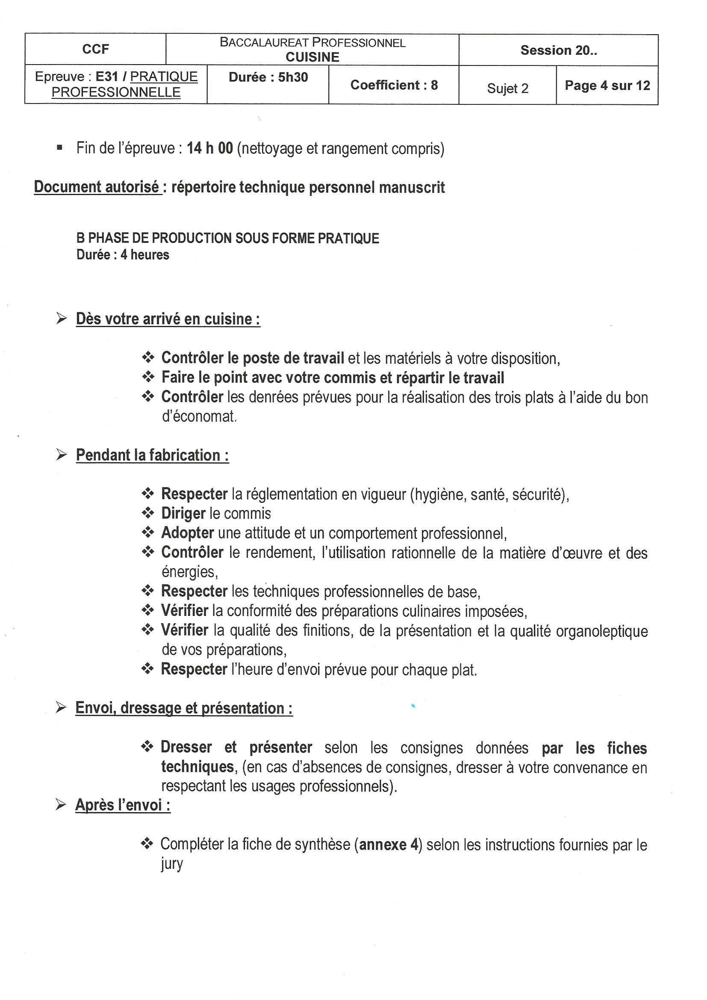 CCF
BACCALAUREAT PROFESSIONNEL
CUISINE
Session 20..
Epreuve : E31 / PRATIQUE
PROFESSIONNELLE
Durée : 5h30
Coefficient : 8
Sujet 2
Page 4 sur 12
▪ Fin de l'épreuve : 14 h 00 (nettoyage et rangement compris)
Document autorisé : répertoire technique personnel manuscrit
B PHASE DE PRODUCTION SOUS FORME PRATIQUE
Durée : 4 heures
➢ Dès votre arrivé en cuisine :
❖ Contrôler le poste de travail et les matériels à votre disposition,
❖ Faire le point avec votre commis et répartir le travail
❖ Contrôler les denrées prévues pour la réalisation des trois plats à l'aide du bon
d'économat.
➢ Pendant la fabrication :
❖ Respecter la réglementation en vigueur (hygiène, santé, sécurité),
❖ Diriger le commis
❖ Adopter une attitude et un comportement professionnel,
❖ Contrôler le rendement, l'utilisation rationnelle de la matière d'œuvre et des
énergies,
❖ Respecter les techniques professionnelles de base,
❖ Vérifier la conformité des préparations culinaires imposées,
❖ Vérifier la qualité des finitions, de la présentation et la qualité organoleptique
de vos préparations,
❖ Respecter l'heure d'envoi prévue pour chaque plat.
➢ Envoi, dressage et présentation :
❖ Dresser et présenter selon les consignes données par les fiches
techniques, (en cas d'absences de consignes, dresser à votre convenance en
respectant les usages professionnels).
➢ Après l'envoi :
❖ Compléter la fiche de synthèse (annexe 4) selon les instructions fournies par le
jury